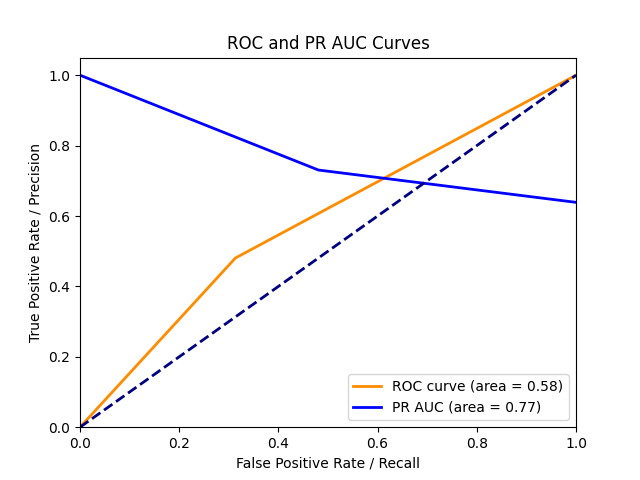 ROC and PR AUC Curves
True Positive Rate / Precision
1.0
0.8
0.6
0.4
0.2
0.0
ROC curve (area = 0.58)
PR AUC (area = 0.77)
0.0 0.2 0.4 0.6 0.8 1.0
False Positive Rate / Recall